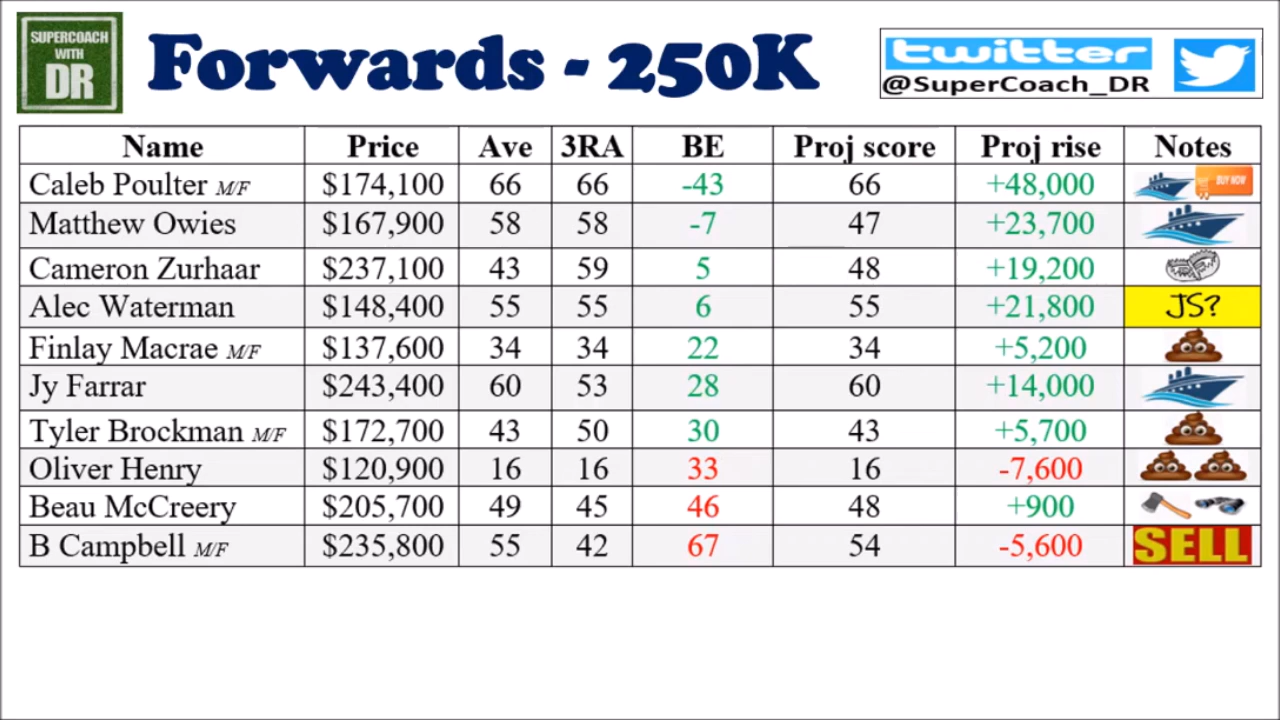 SUPERCOACH
WITH
DR
Forwards - 250K
twitter
@SuperCoach_DR
Name Price Ave 3RA BE Proj score Proj rise Notes
Caleb Poulter M/F $174,100 66 66 -43 66 +48,000 BUY NOW
Matthew Owies $167,900 58 58 -7 47 +23,700
Cameron Zurhaar $237,100 43 59 5 48 +19,200
Alec Waterman $148,400 55 55 6 55 +21,800 JS?
Finlay Macrae M/F $137,600 34 34 22 34 +5,200
Jy Farrar $243,400 60 53 28 60 +14,000
Tyler Brockman M/F $172,700 43 50 30 43 +5,700
Oliver Henry $120,900 16 16 33 16 -7,600
Beau McCreery $205,700 49 45 46 48 +900
B Campbell M/F $235,800 55 42 67 54 -5,600 SELL